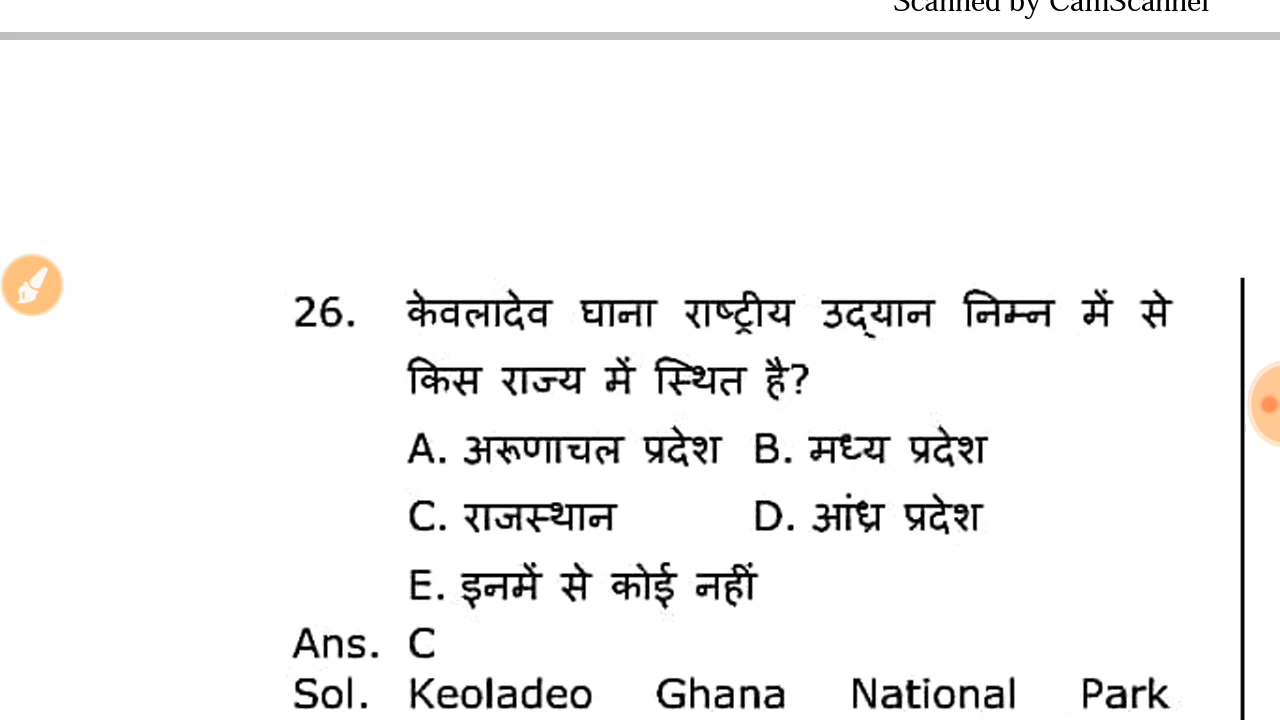 Scanned by CamScanner
26. केवलादेव घाना राष्ट्रीय उद्यान निम्न में से
किस राज्य में स्थित है?
A. अरूणाचल प्रदेश B. मध्य प्रदेश
C. राजस्थान D. आंध्र प्रदेश
E. इनमें से कोई नहीं
Ans. C
Sol. Keoladeo Ghana National Park